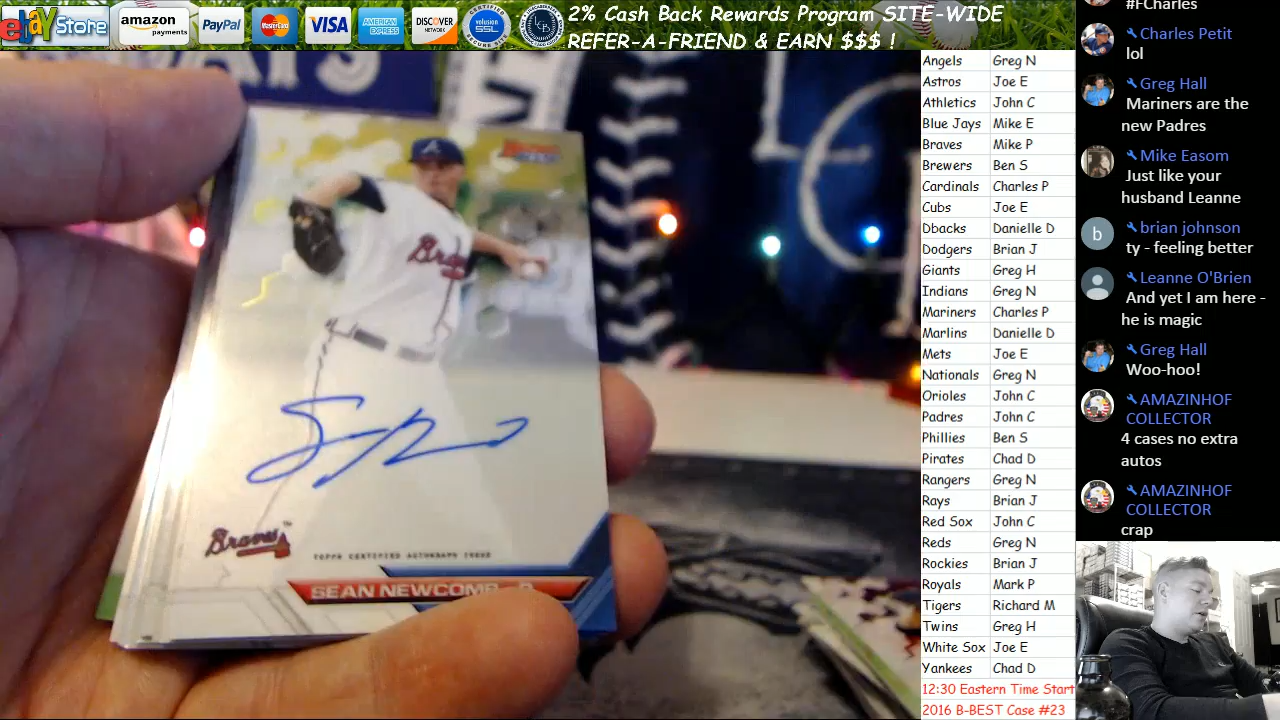 ebay Store
amazon payments
PayPal
MasterCard
VISA
AMERICAN EXPRESS
DISCOVER NETWORK
volusion SSL
2% Cash Back Rewards Program SITE-WIDE
REFER-A-FRIEND & EARN $$$ !
Braves
Braves
TOPPS CERTIFIED AUTOGRAPH ISSUE
SEAN NEWCOMB - P
Angels Greg N
Astros Joe E
Athletics John C
Blue Jays Mike E
Braves Mike P
Brewers Ben S
Cardinals Charles P
Cubs Joe E
Dbacks Danielle D
Dodgers Brian J
Giants Greg H
Indians Greg N
Mariners Charles P
Marlins Danielle D
Mets Joe E
Nationals Greg N
Orioles John C
Padres John C
Phillies Ben S
Pirates Chad D
Rangers Greg N
Rays Brian J
Red Sox John C
Reds Greg N
Rockies Brian J
Royals Mark P
Tigers Richard M
Twins Greg H
White Sox Joe E
Yankees Chad D
12:30 Eastern Time Start
2016 B-BEST Case #23
#FCharles
Charles Petit
lol
Greg Hall
Mariners are the
new Padres
Mike Easom
Just like your
husband Leanne
b brian johnson
ty - feeling better
Leanne O'Brien
And yet I am here -
he is magic
Greg Hall
Woo-hoo!
AMAZINHOF
COLLECTOR
4 cases no extra
autos
AMAZINHOF
COLLECTOR
crap